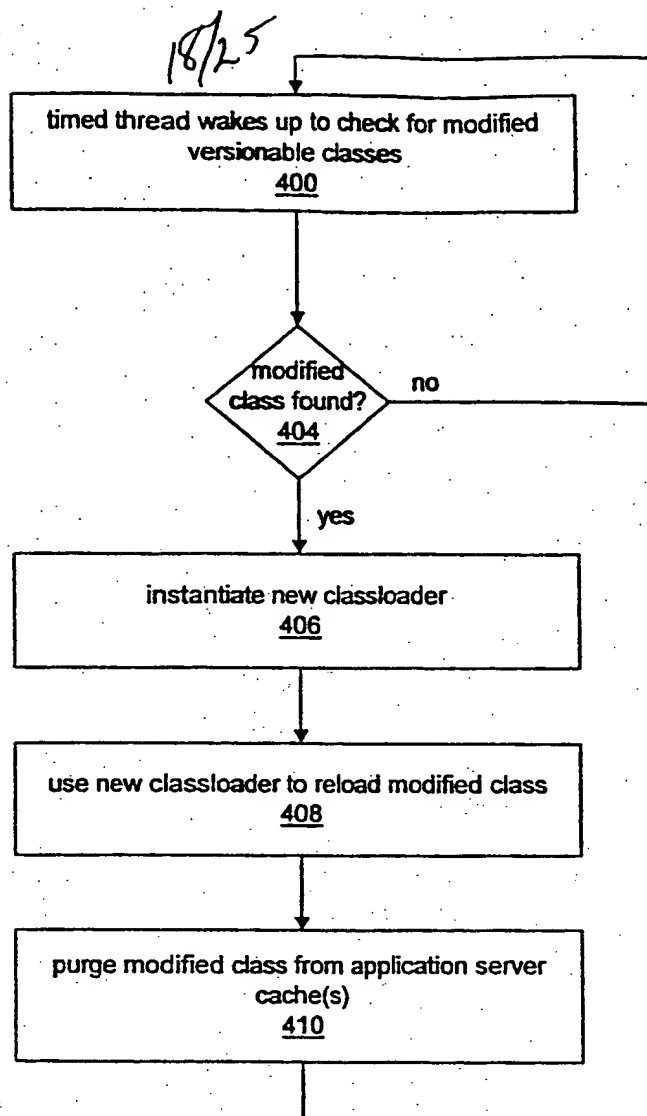 18/25
timed thread wakes up to check for modified
versionable classes
400
modified
class found?
404
no
yes
instantiate new classloader
406
use new classloader to reload modified class
408
purge modified class from application server
cache(s)
410